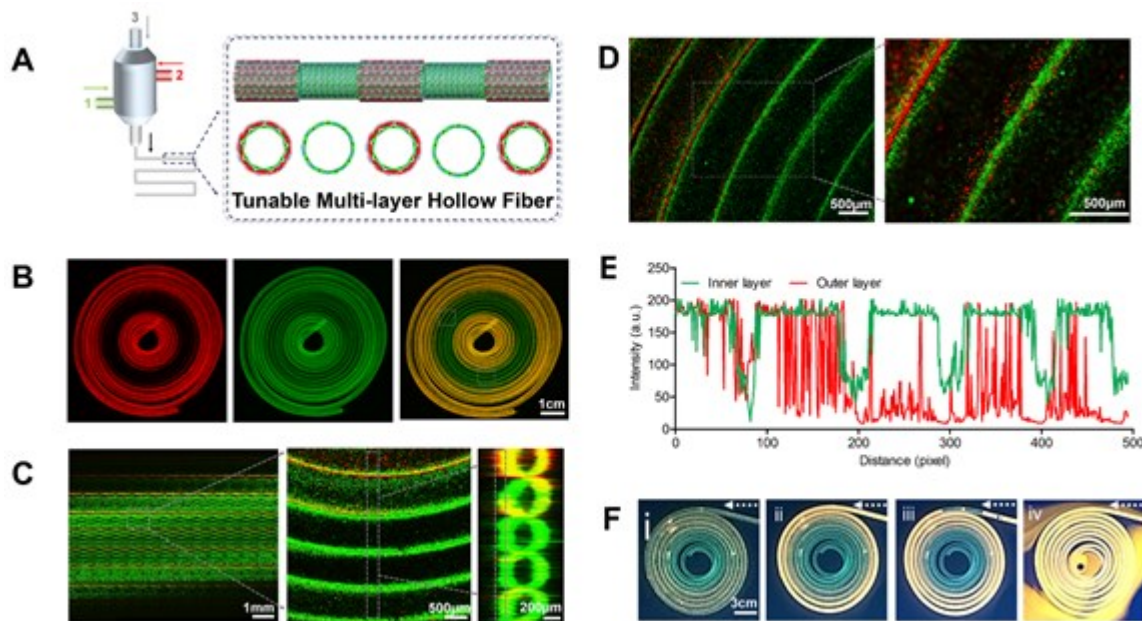 A
3
2
1
Tunable Multi-layer Hollow Fiber
B
1cm
C
1mm
500μm
200μm
D
500μm
500μm
E
Inner layer
Outer layer
Intensity (a.u.)
250
200
150
100
50
0
0
100
200
300
400
500
Distance (pixel)
F
i
ii
iii
iv
3cm